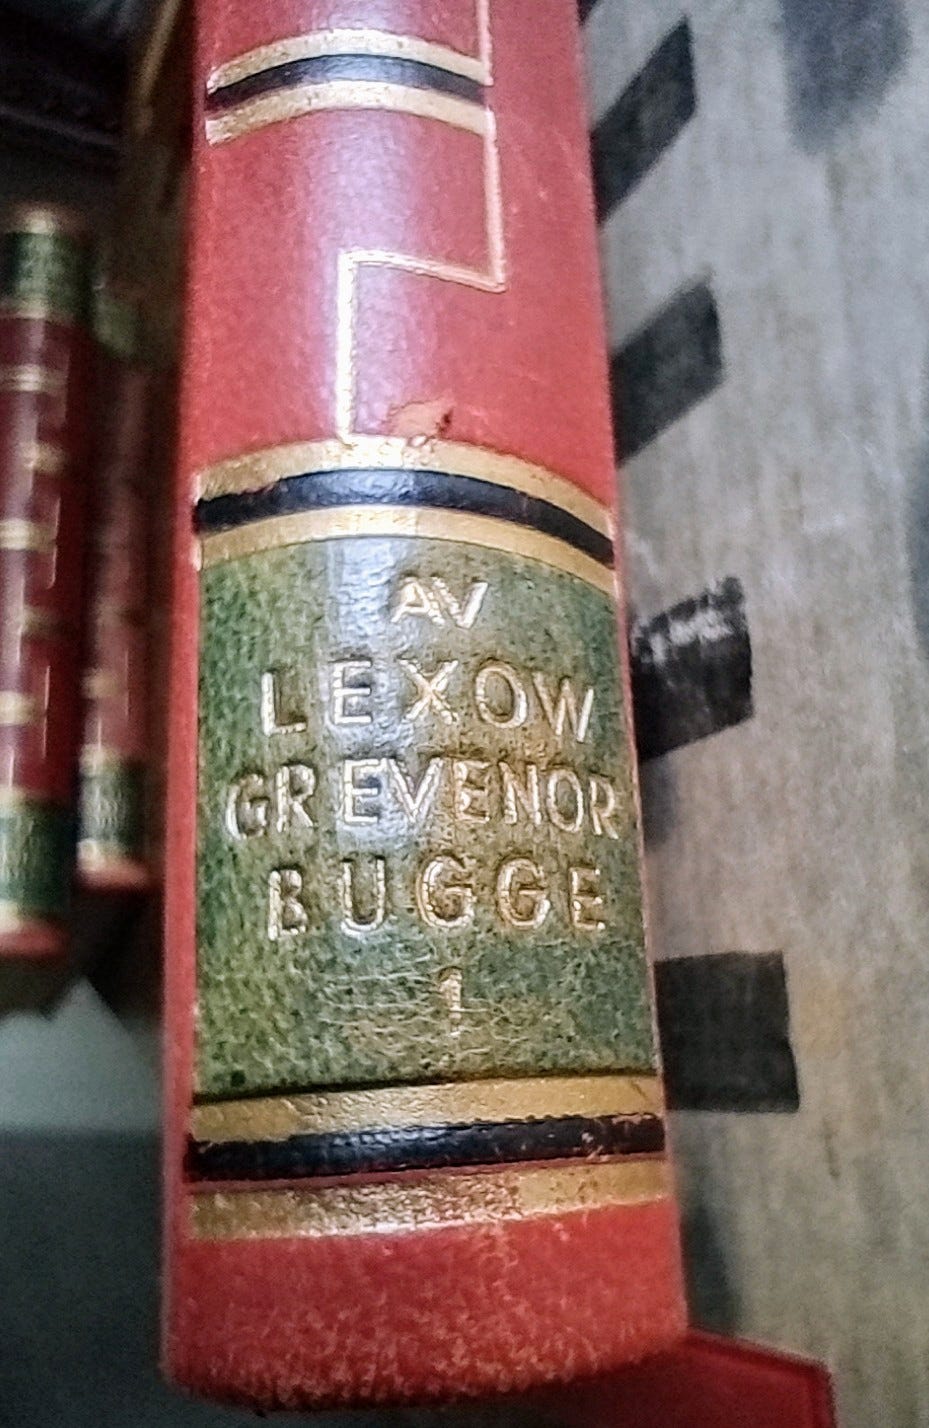 AV
LEXOW
GREVENOR
BUGGE
1